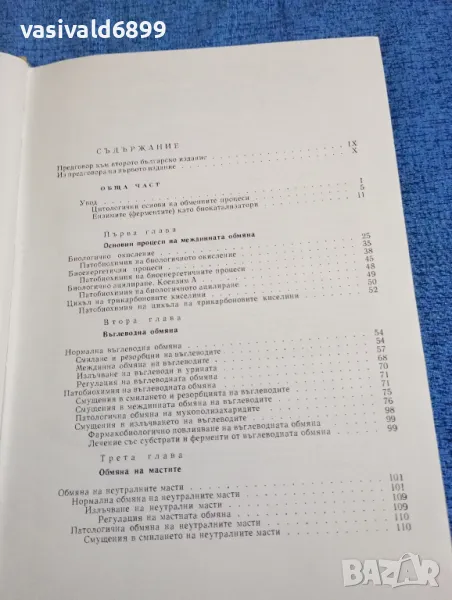 vasivald6899
СЪДЪРЖАНИЕ
Предговор към второто българско издание IX
Из предговора на първото издание X
ОБЩА ЧАСТ
Увод 1
Цитологични основи на обменните процеси 5
Ензимите (ферментите) като биокатализатори 11
Първа глава
Основни процеси на междинната обмяна
Биологично окисление 25
Патобиохимия на биологичното окисление 35
Биоенергетични процеси 38
Патобиохимия на биоенергетичните процеси 45
Биологично ацилиране. Коензим А 48
Патобиохимия на биологичното ацилиране 49
Цикъл на трикарбоновите киселини 50
Патобиохимия на цикъла на трикарбоновите киселини 52
Втора глава
Въглеводна обмяна
Нормална въглеводна обмяна 54
Смилане и резорбция на въглеводите 54
Междинна обмяна на въглеводите 57
Излъчване на въглеводи в урината 68
Регулация на въглеводната обмяна 70
Патобиохимия на въглеводната обмяна 71
Смущения в смилането и резорбцията на въглеводите 71
Смущения в междинната обмяна на въглеводите 75
Патологична обмяна на мукополизахаридите 76
Смущения в излъчването на въглеводите 98
Фармакобиологично повлияване на въглеводната обмяна 99
Лечение със субстрати и ферменти от въглеводната обмяна 99
Трета глава
Обмяна на мастите
Обмяна на неутралните масти 101
Нормална обмяна на неутралните масти 101
Излъчване на неутрални масти 109
Регулация на мастната обмяна 109
Патологична обмяна на неутралните масти 110
Смущения в смилането на неутралните масти 110
BAZAR